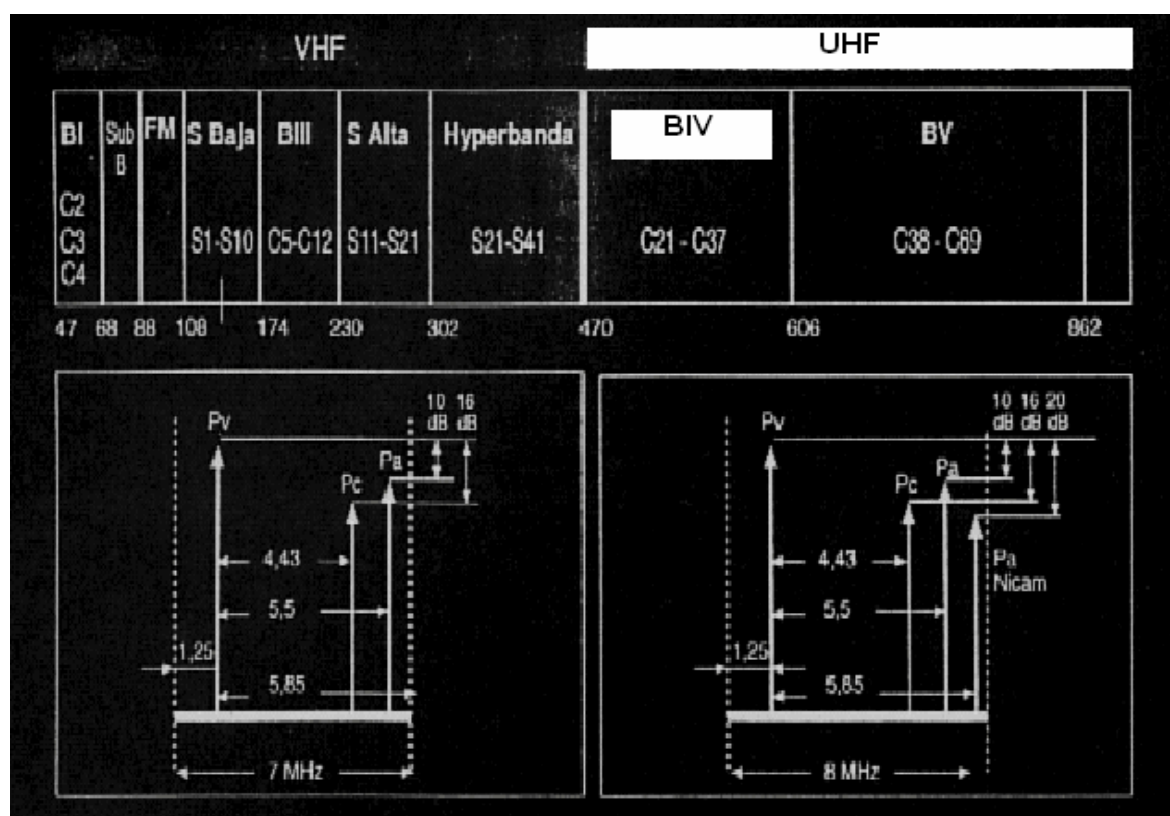 VHF
UHF
BI
Sub
B
FM
S Baja
BIII
S Alta
Hyperbanda
BIV
BV
C2
C3
C4
S1-S10
C5-C12
S11-S21
S21-S41
C21 - C37
C38 - C69
47 68 88 108 174 230 302 470 606 862
Pv
10 16
dB dB
Pa
Pc
4,43
5,5
1,25
5,85
7 MHz
Pv
10 16 20
dB dB dB
Pa
Pc
4,43
Pa
Nicam
5,5
1,25
5,85
8 MHz